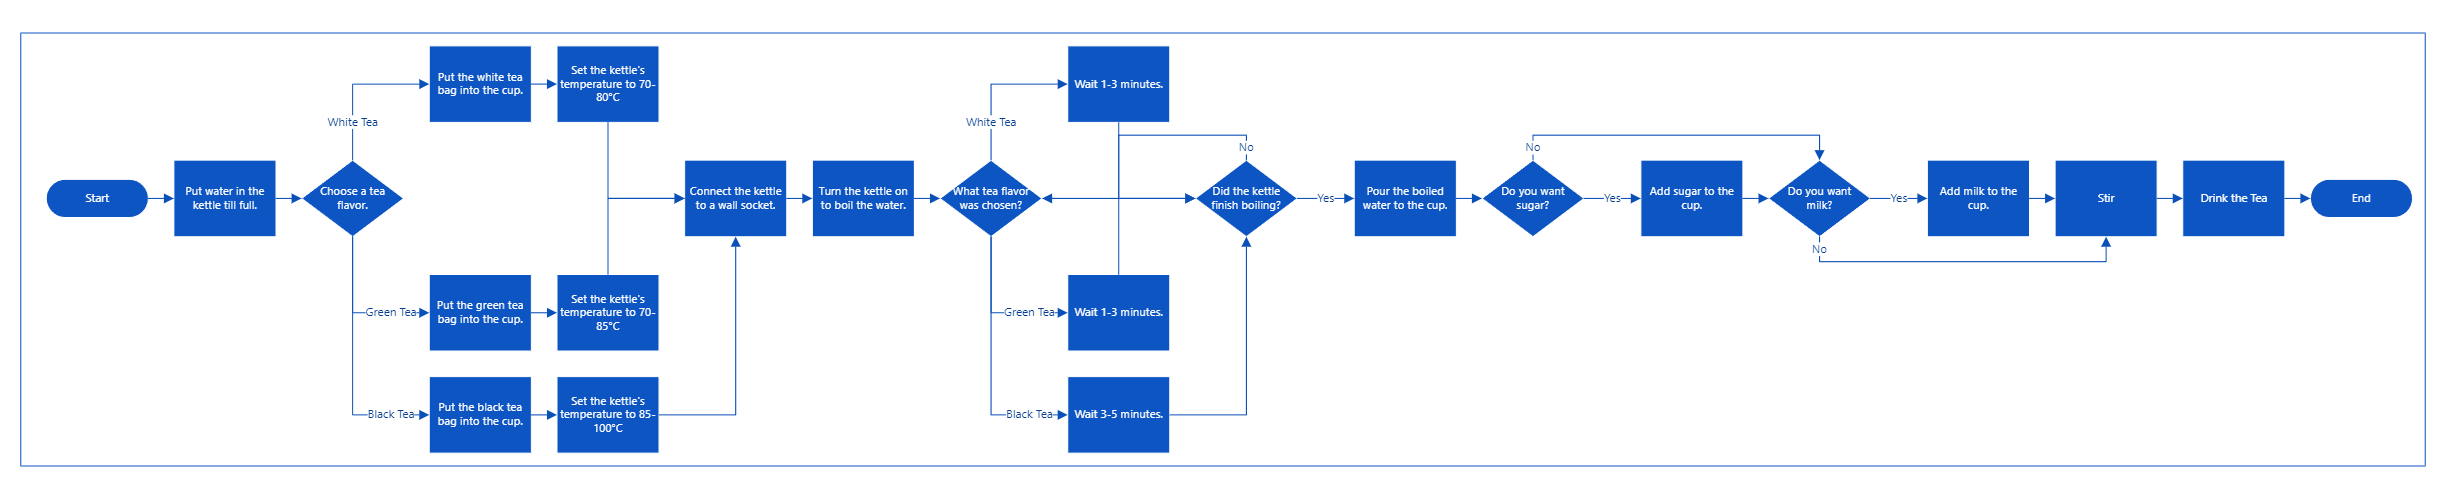 Start
Put water in the
kettle till full.
Choose a tea
flavor.
White Tea
Put the white tea
bag into the cup.
Set the kettle's
temperature to 70-
80°C
Green Tea
Put the green tea
bag into the cup.
Set the kettle's
temperature to 70-
85°C
Black Tea
Put the black tea
bag into the cup.
Set the kettle's
temperature to 85-
100°C
Connect the kettle
to a wall socket.
Turn the kettle on
to boil the water.
What tea flavor
was chosen?
White Tea
Wait 1-3 minutes.
Green Tea
Wait 1-3 minutes.
Black Tea
Wait 3-5 minutes.
Did the kettle
finish boiling?
No
Yes
Pour the boiled
water to the cup.
Do you want
sugar?
No
Yes
Add sugar to the
cup.
Do you want
milk?
Yes
No
Add milk to the
cup.
Stir
Drink the Tea
End